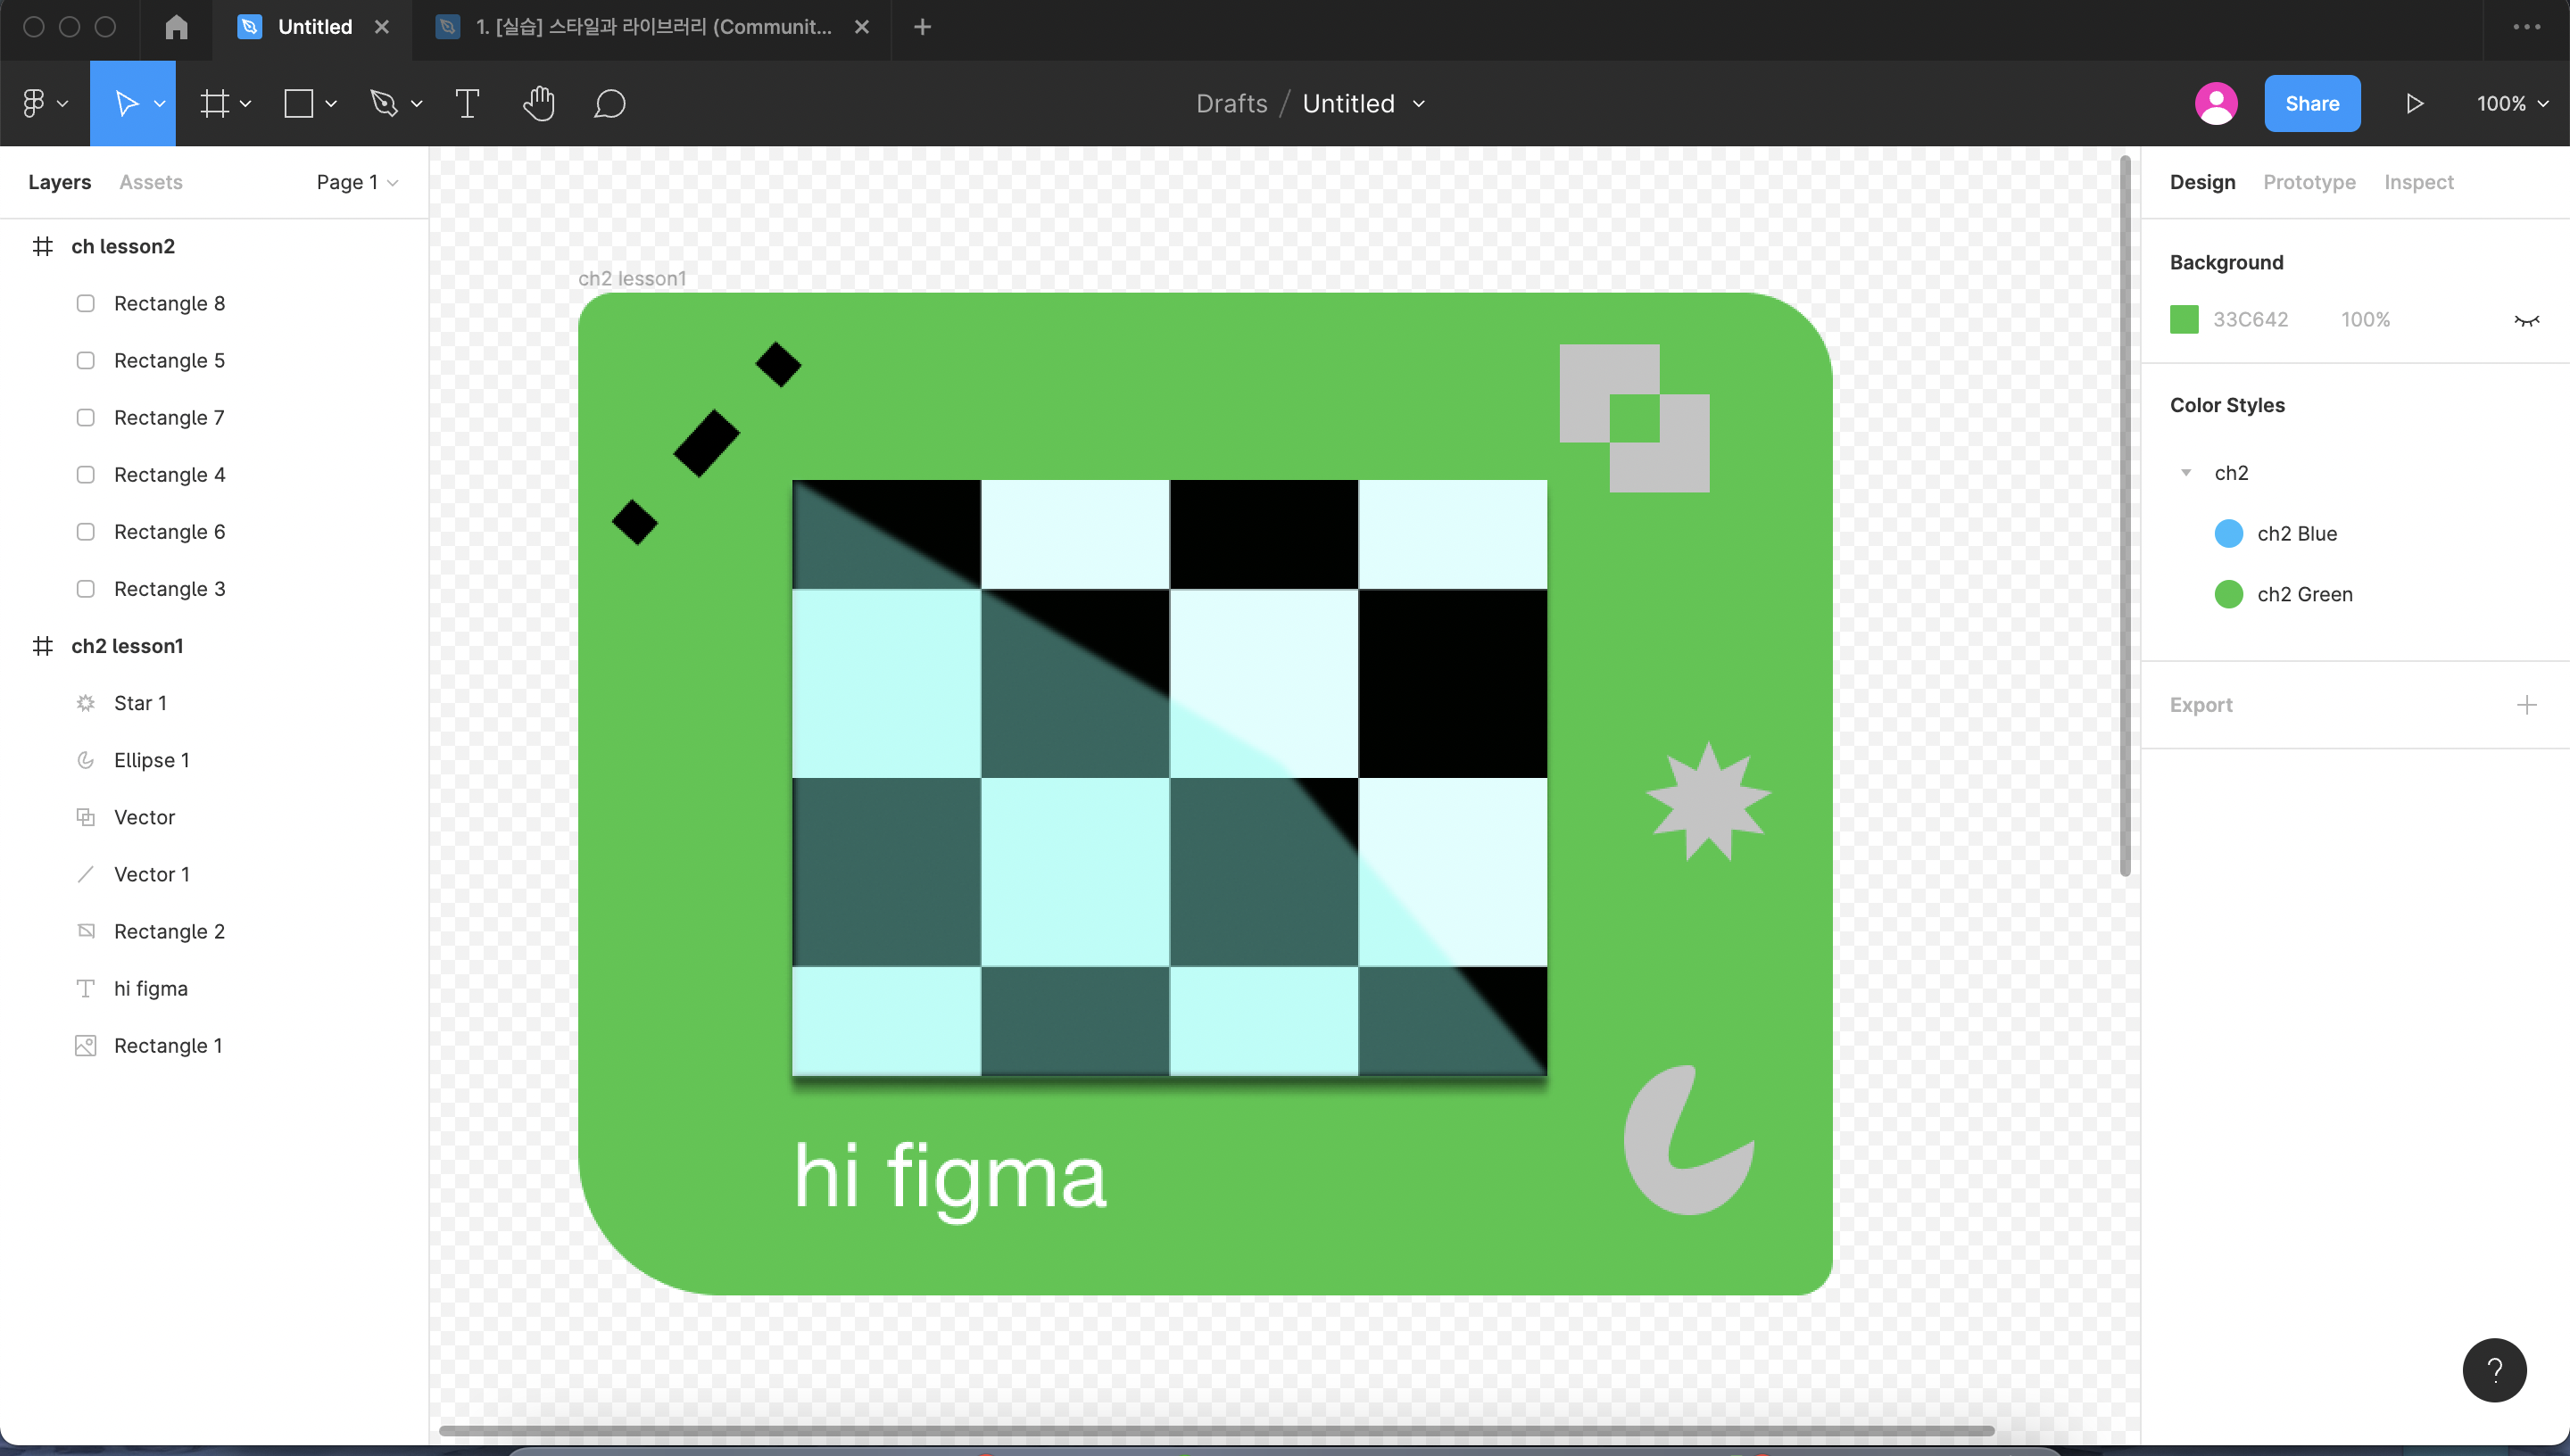 Untitled
1. [실습] 스타일과 라이브러리 (Communit...
Drafts / Untitled
Share
100%
Layers
Assets
Page 1
ch lesson2
Rectangle 8
Rectangle 5
Rectangle 7
Rectangle 4
Rectangle 6
Rectangle 3
ch2 lesson1
Star 1
Ellipse 1
Vector
Vector 1
Rectangle 2
hi figma
Rectangle 1
ch2 lesson1
hi figma
Design
Prototype
Inspect
Background
33C642
100%
Color Styles
ch2
ch2 Blue
ch2 Green
Export
?